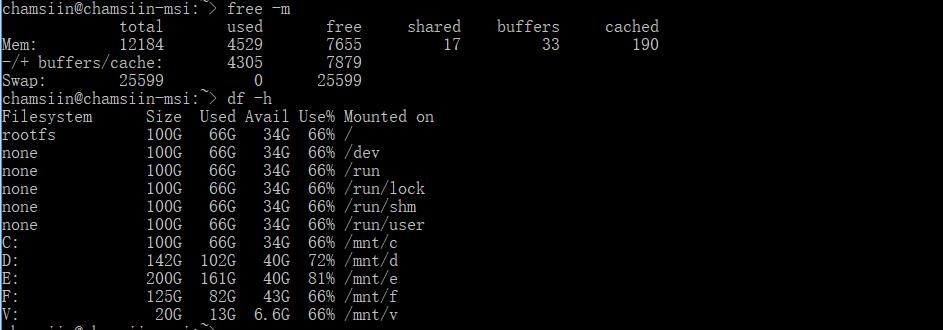 chamsiin@chamsiin-msi:~> free -m
             total       used       free     shared    buffers     cached
Mem:         12184       4529       7655         17         33        190
-/+ buffers/cache:       4305       7879
Swap:        25599          0      25599
chamsiin@chamsiin-msi:~> df -h
Filesystem      Size  Used Avail Use% Mounted on
rootfs          100G   66G   34G  66% /
none            100G   66G   34G  66% /dev
none            100G   66G   34G  66% /run
none            100G   66G   34G  66% /run/lock
none            100G   66G   34G  66% /run/shm
none            100G   66G   34G  66% /run/user
C:              100G   66G   34G  66% /mnt/c
D:              142G  102G   40G  72% /mnt/d
E:              200G  161G   40G  81% /mnt/e
F:              125G   82G   43G  66% /mnt/f
V:               20G   13G  6.6G  66% /mnt/v
chamsiin@chamsiin-msi:~>